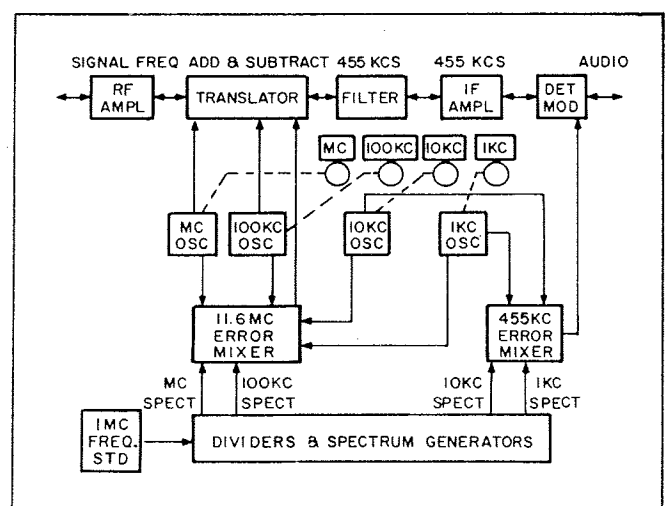 SIGNAL FREQ ADD & SUBTRACT 455 KCS 455 KCS AUDIO
RF
AMPL
TRANSLATOR
FILTER
IF
AMPL
DET
MOD
MC
100KC
10KC
1KC
MC
OSC
100KC
OSC
10KC
OSC
1KC
OSC
11.6MC
ERROR
MIXER
455KC
ERROR
MIXER
MC
SPECT
100KC
SPECT
10KC
SPECT
1KC
SPECT
1MC
FREQ.
STD
DIVIDERS & SPECTRUM GENERATORS